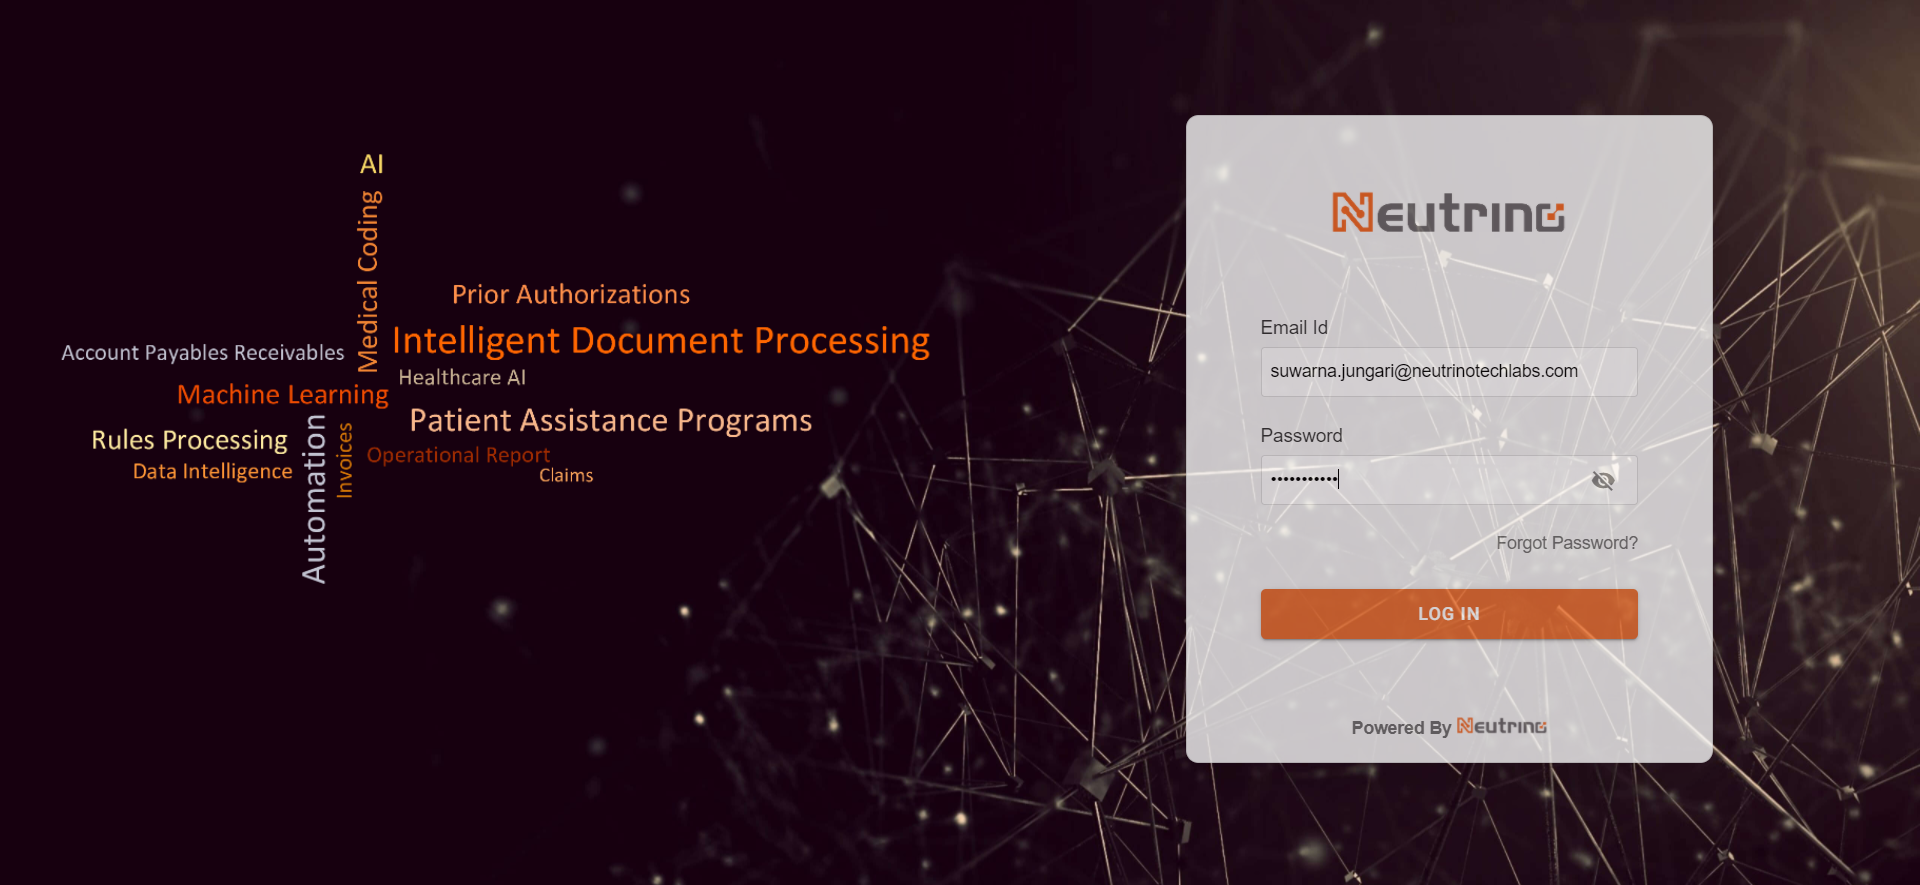 AI
Medical Coding
Prior Authorizations
Intelligent Document Processing
Account Payables Receivables
Healthcare AI
Machine Learning
Patient Assistance Programs
Rules Processing
Automation
Invoices
Operational Report
Data Intelligence
Claims
Neutrino
Email Id
suwarna.jungari@neutrinotechlabs.com
Password
•••••••••••
Forgot Password?
LOG IN
Powered By Neutrino